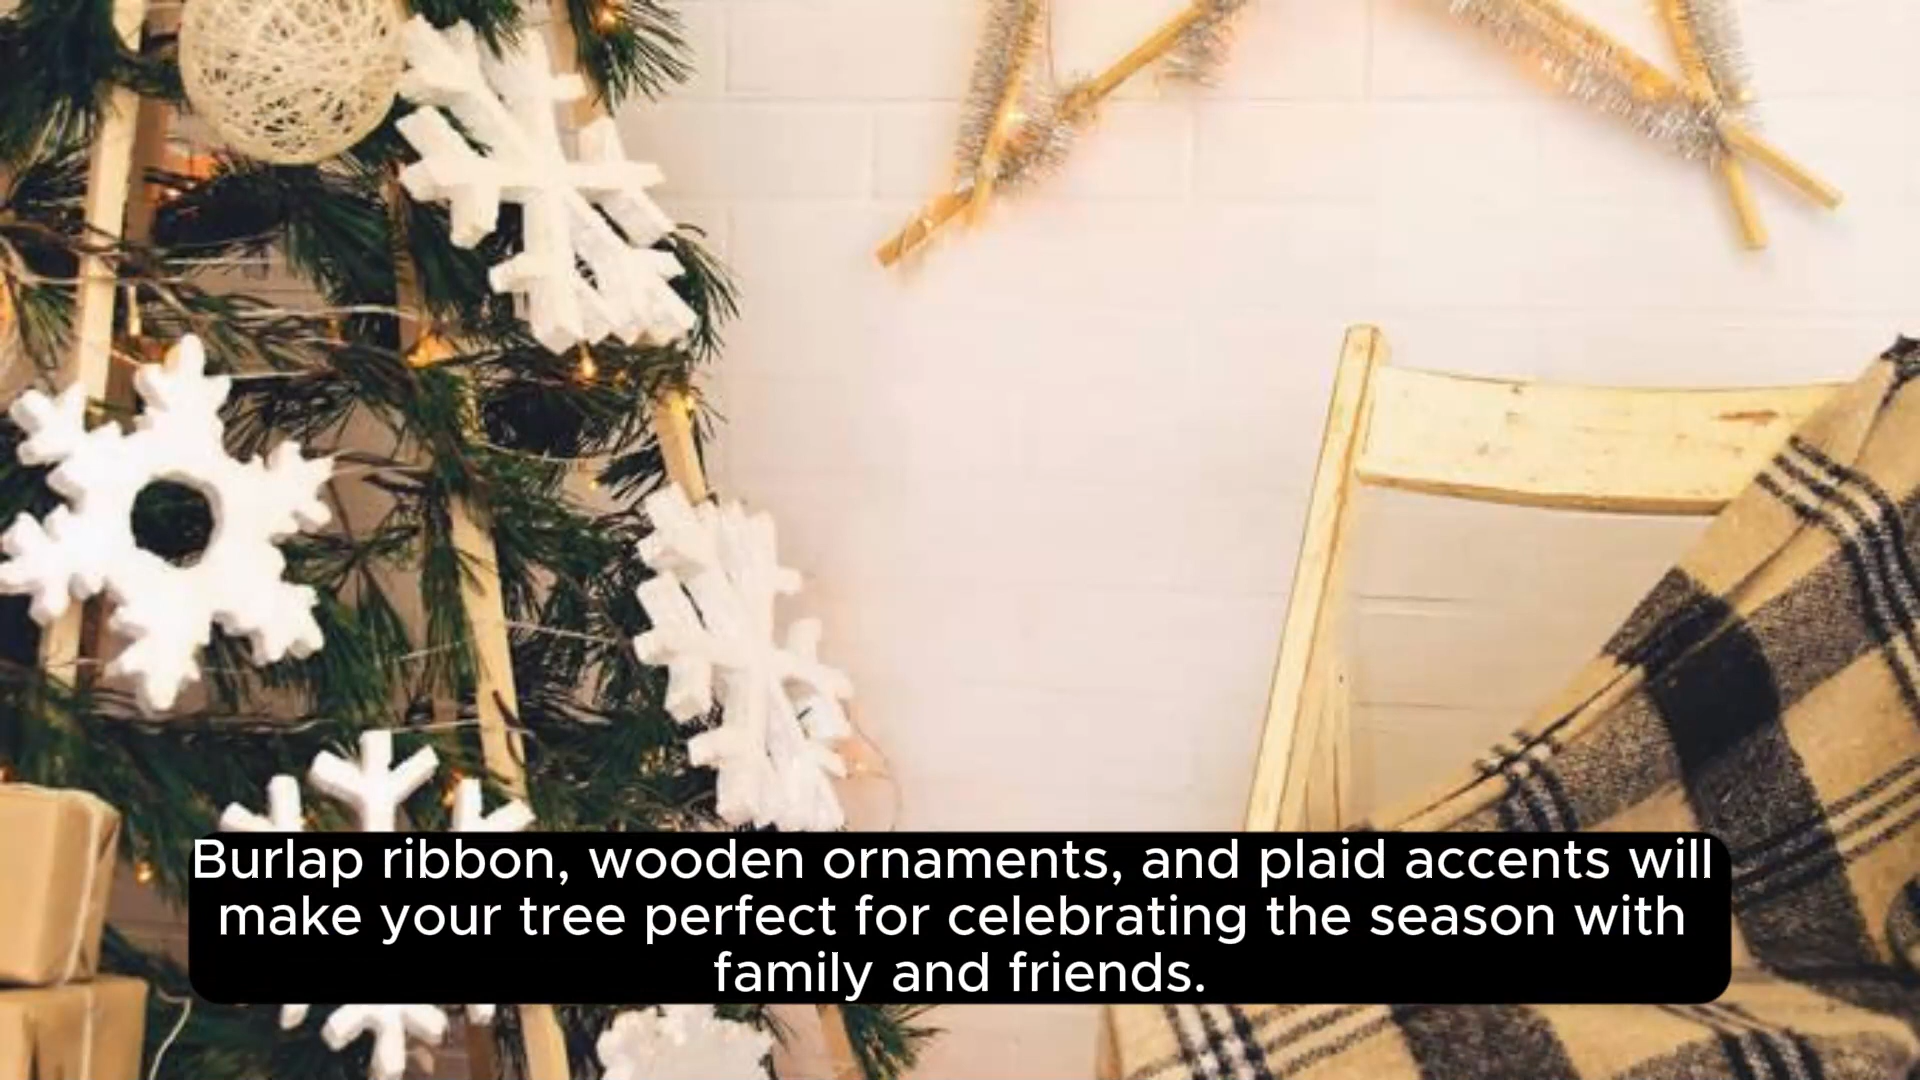 Burlap ribbon, wooden ornaments, and plaid accents will
make your tree perfect for celebrating the season with
family and friends.